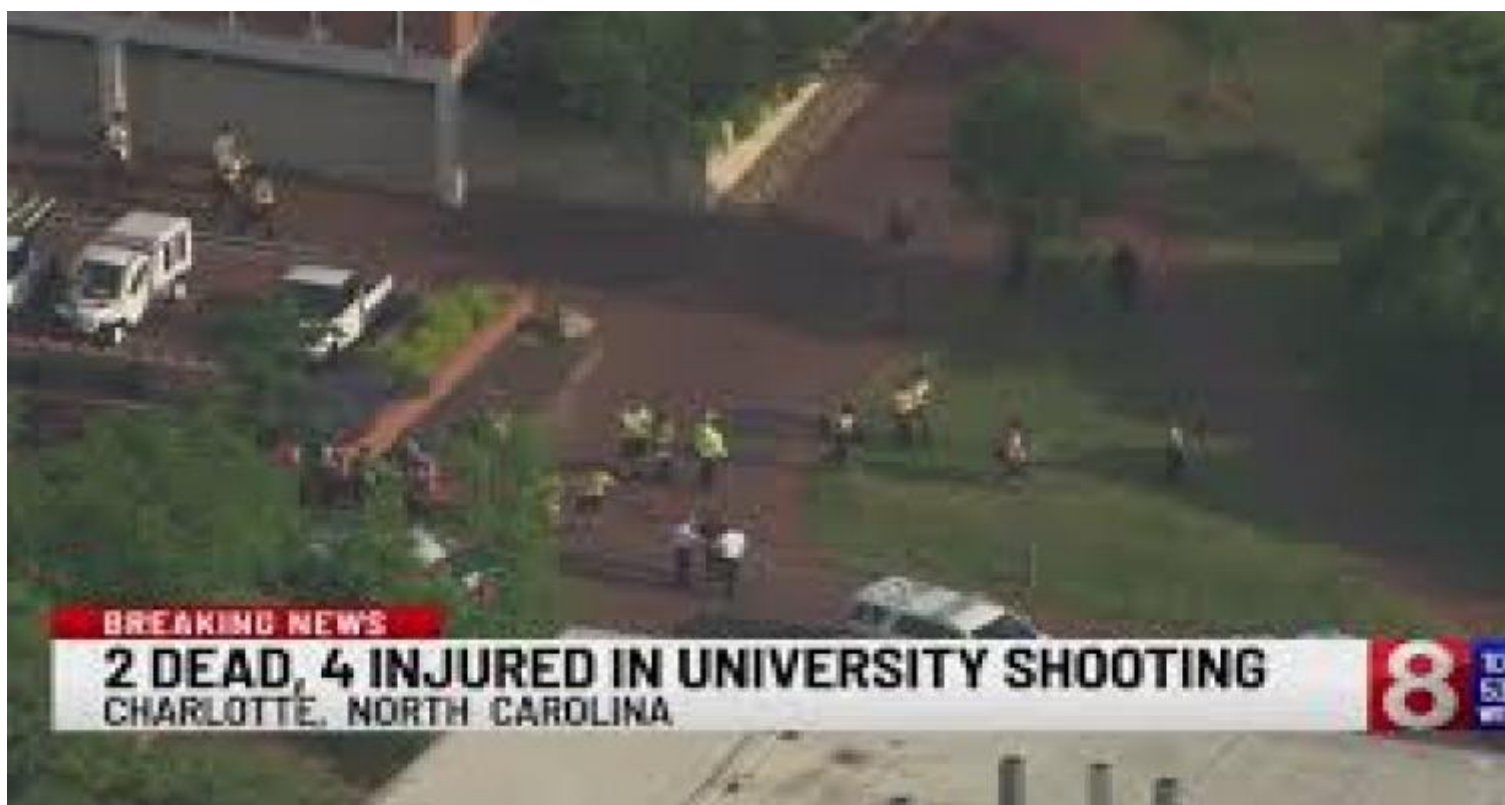 BREAKING NEWS
2 DEAD, 4 INJURED IN UNIVERSITY SHOOTING
CHARLOTTE, NORTH CAROLINA
8